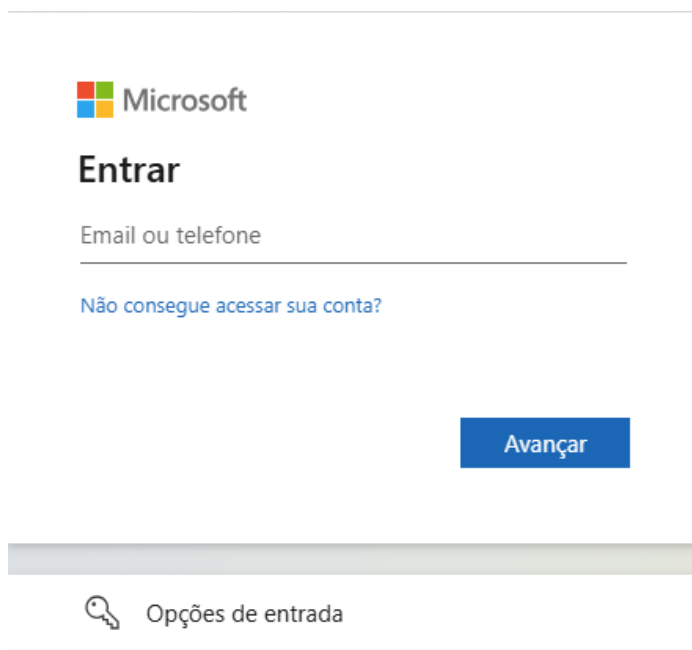 Microsoft
Entrar
Email ou telefone
Não consegue acessar sua conta?
Avançar
Opções de entrada